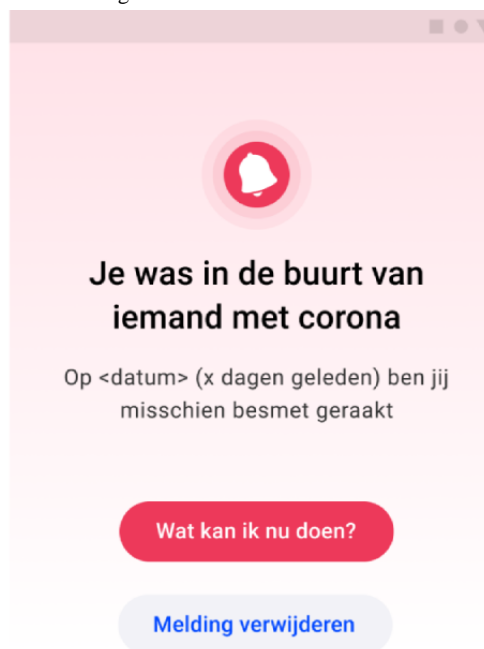 Je was in de buurt van
iemand met corona
Op <datum> (x dagen geleden) ben jij
misschien besmet geraakt
Wat kan ik nu doen?
Melding verwijderen